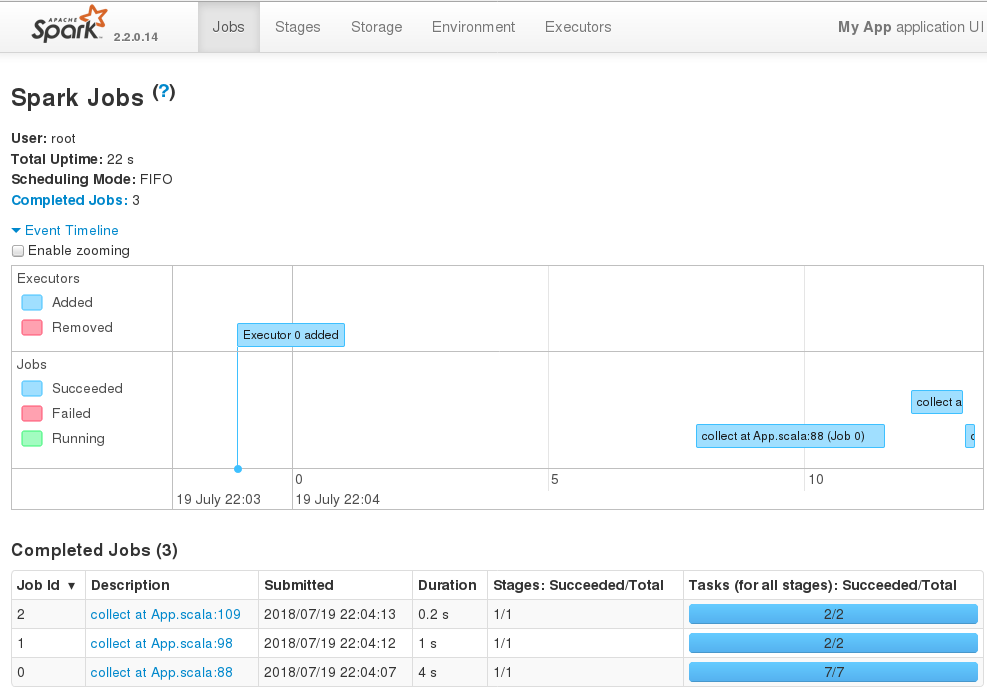 APACHE
Spark 2.2.0.14 Jobs Stages Storage Environment Executors My App application UI
Spark Jobs (?)
User: root
Total Uptime: 22 s
Scheduling Mode: FIFO
Completed Jobs: 3
Event Timeline
Enable zooming
Executors
Added
Removed
Executor 0 added
Jobs
Succeeded
Failed
Running
collect a
collect at App.scala:88 (Job 0)
c
0 5 10
19 July 22:03 19 July 22:04
Completed Jobs (3)
Job Id ▼ Description Submitted Duration Stages: Succeeded/Total Tasks (for all stages): Succeeded/Total
2 collect at App.scala:109 2018/07/19 22:04:13 0.2 s 1/1 2/2
1 collect at App.scala:98 2018/07/19 22:04:12 1 s 1/1 2/2
0 collect at App.scala:88 2018/07/19 22:04:07 4 s 1/1 7/7